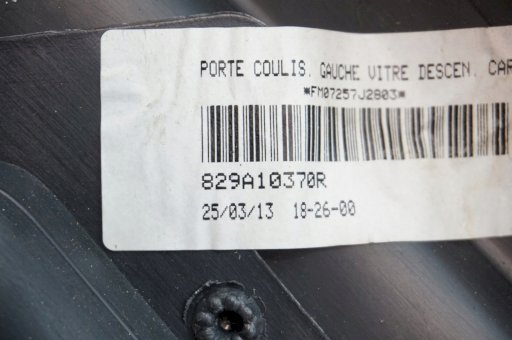 PORTE COULIS. GAUCHE VITRE DESCEN. CAR
*FM07257J2803*
829A10370R
25/03/13 18-26-00